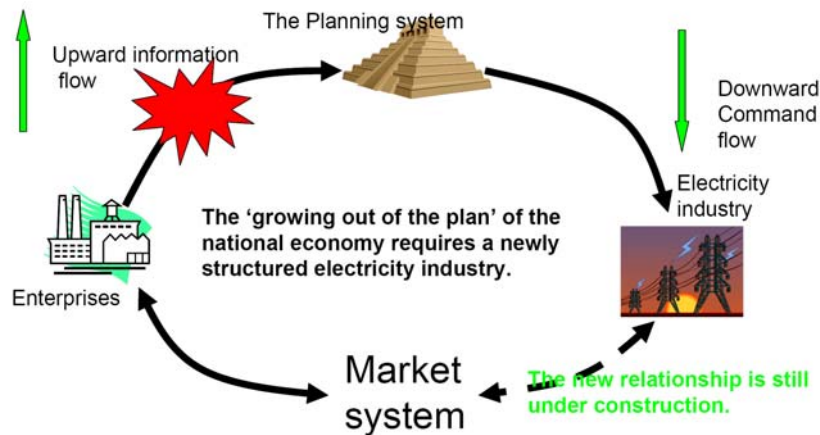 The Planning system
Upward information
flow
Downward
Command
flow
Electricity
industry
The ‘growing out of the plan’ of the
national economy requires a newly
structured electricity industry.
Enterprises
Market
system
The new relationship is still
under construction.